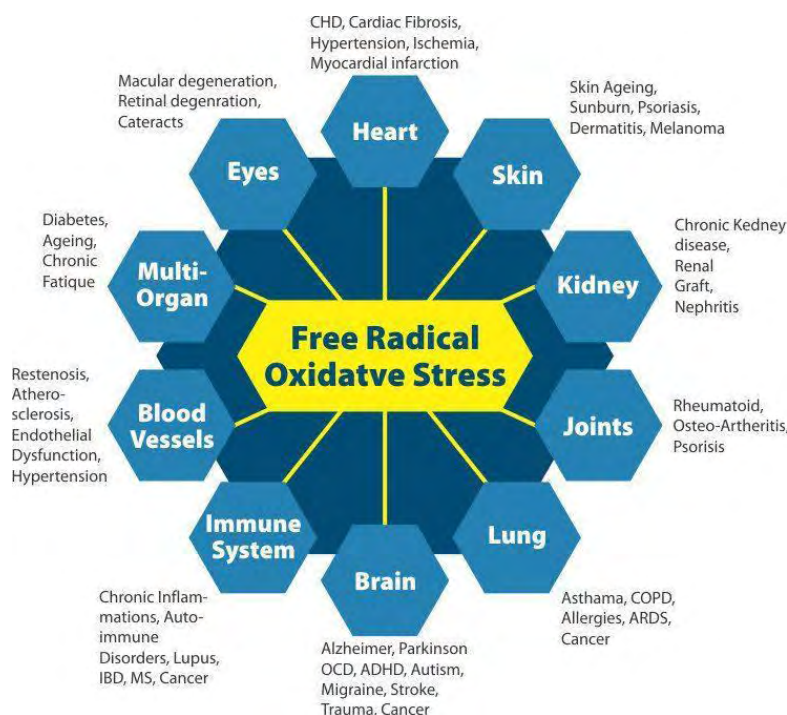 CHD, Cardiac Fibrosis,
Hypertension, Ischemia,
Myocardial infarction
Heart
Skin Ageing,
Sunburn, Psoriasis,
Dermatitis, Melanoma
Skin
Chronic Kedney
disease,
Renal
Graft,
Nephritis
Kidney
Rheumatoid,
Osteo-Artheritis,
Psorisis
Joints
Asthama, COPD,
Allergies, ARDS,
Cancer
Lung
Alzheimer, Parkinson
OCD, ADHD, Autism,
Migraine, Stroke,
Trauma, Cancer
Brain
Chronic Inflam-
mations, Auto-
immune
Disorders, Lupus,
IBD, MS, Cancer
Immune
System
Restenosis,
Athero-
sclerosis,
Endothelial
Dysfunction,
Hypertension
Blood
Vessels
Diabetes,
Ageing,
Chronic
Fatique
Multi-
Organ
Macular degeneration,
Retinal degenration,
Cateracts
Eyes
Free Radical
Oxidatve Stress